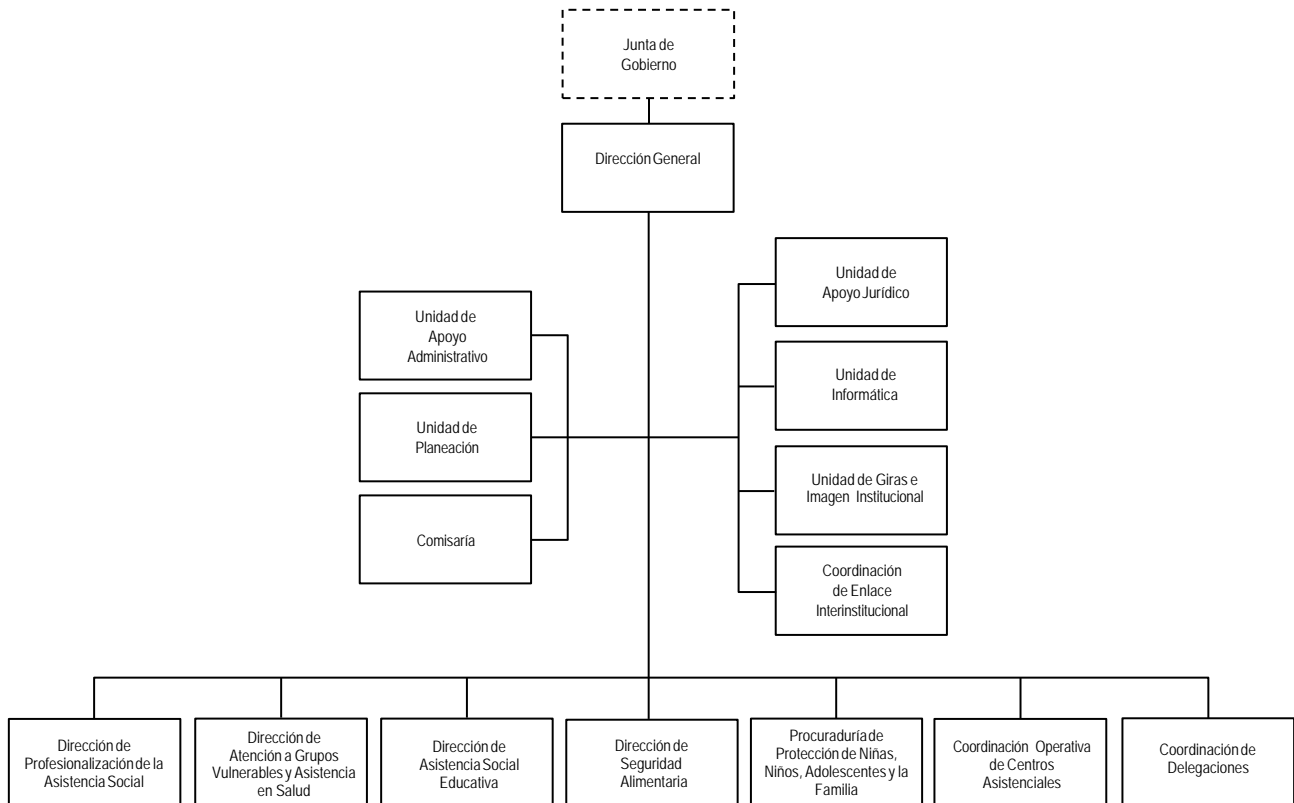 Junta de
Gobierno
Dirección General
Unidad de
Apoyo
Administrativo
Unidad de
Planeación
Comisaría
Unidad de
Apoyo Jurídico
Unidad de
Informática
Unidad de Giras e
Imagen Institucional
Coordinación
de Enlace
Interinstitucional
Dirección de
Profesionalización de la
Asistencia Social
Dirección de
Atención a Grupos
Vulnerables y Asistencia
en Salud
Dirección de
Asistencia Social
Educativa
Dirección de
Seguridad
Alimentaria
Procuraduría de
Protección de Niñas,
Niños, Adolescentes y la
Familia
Coordinación Operativa
de Centros
Asistenciales
Coordinación de
Delegaciones